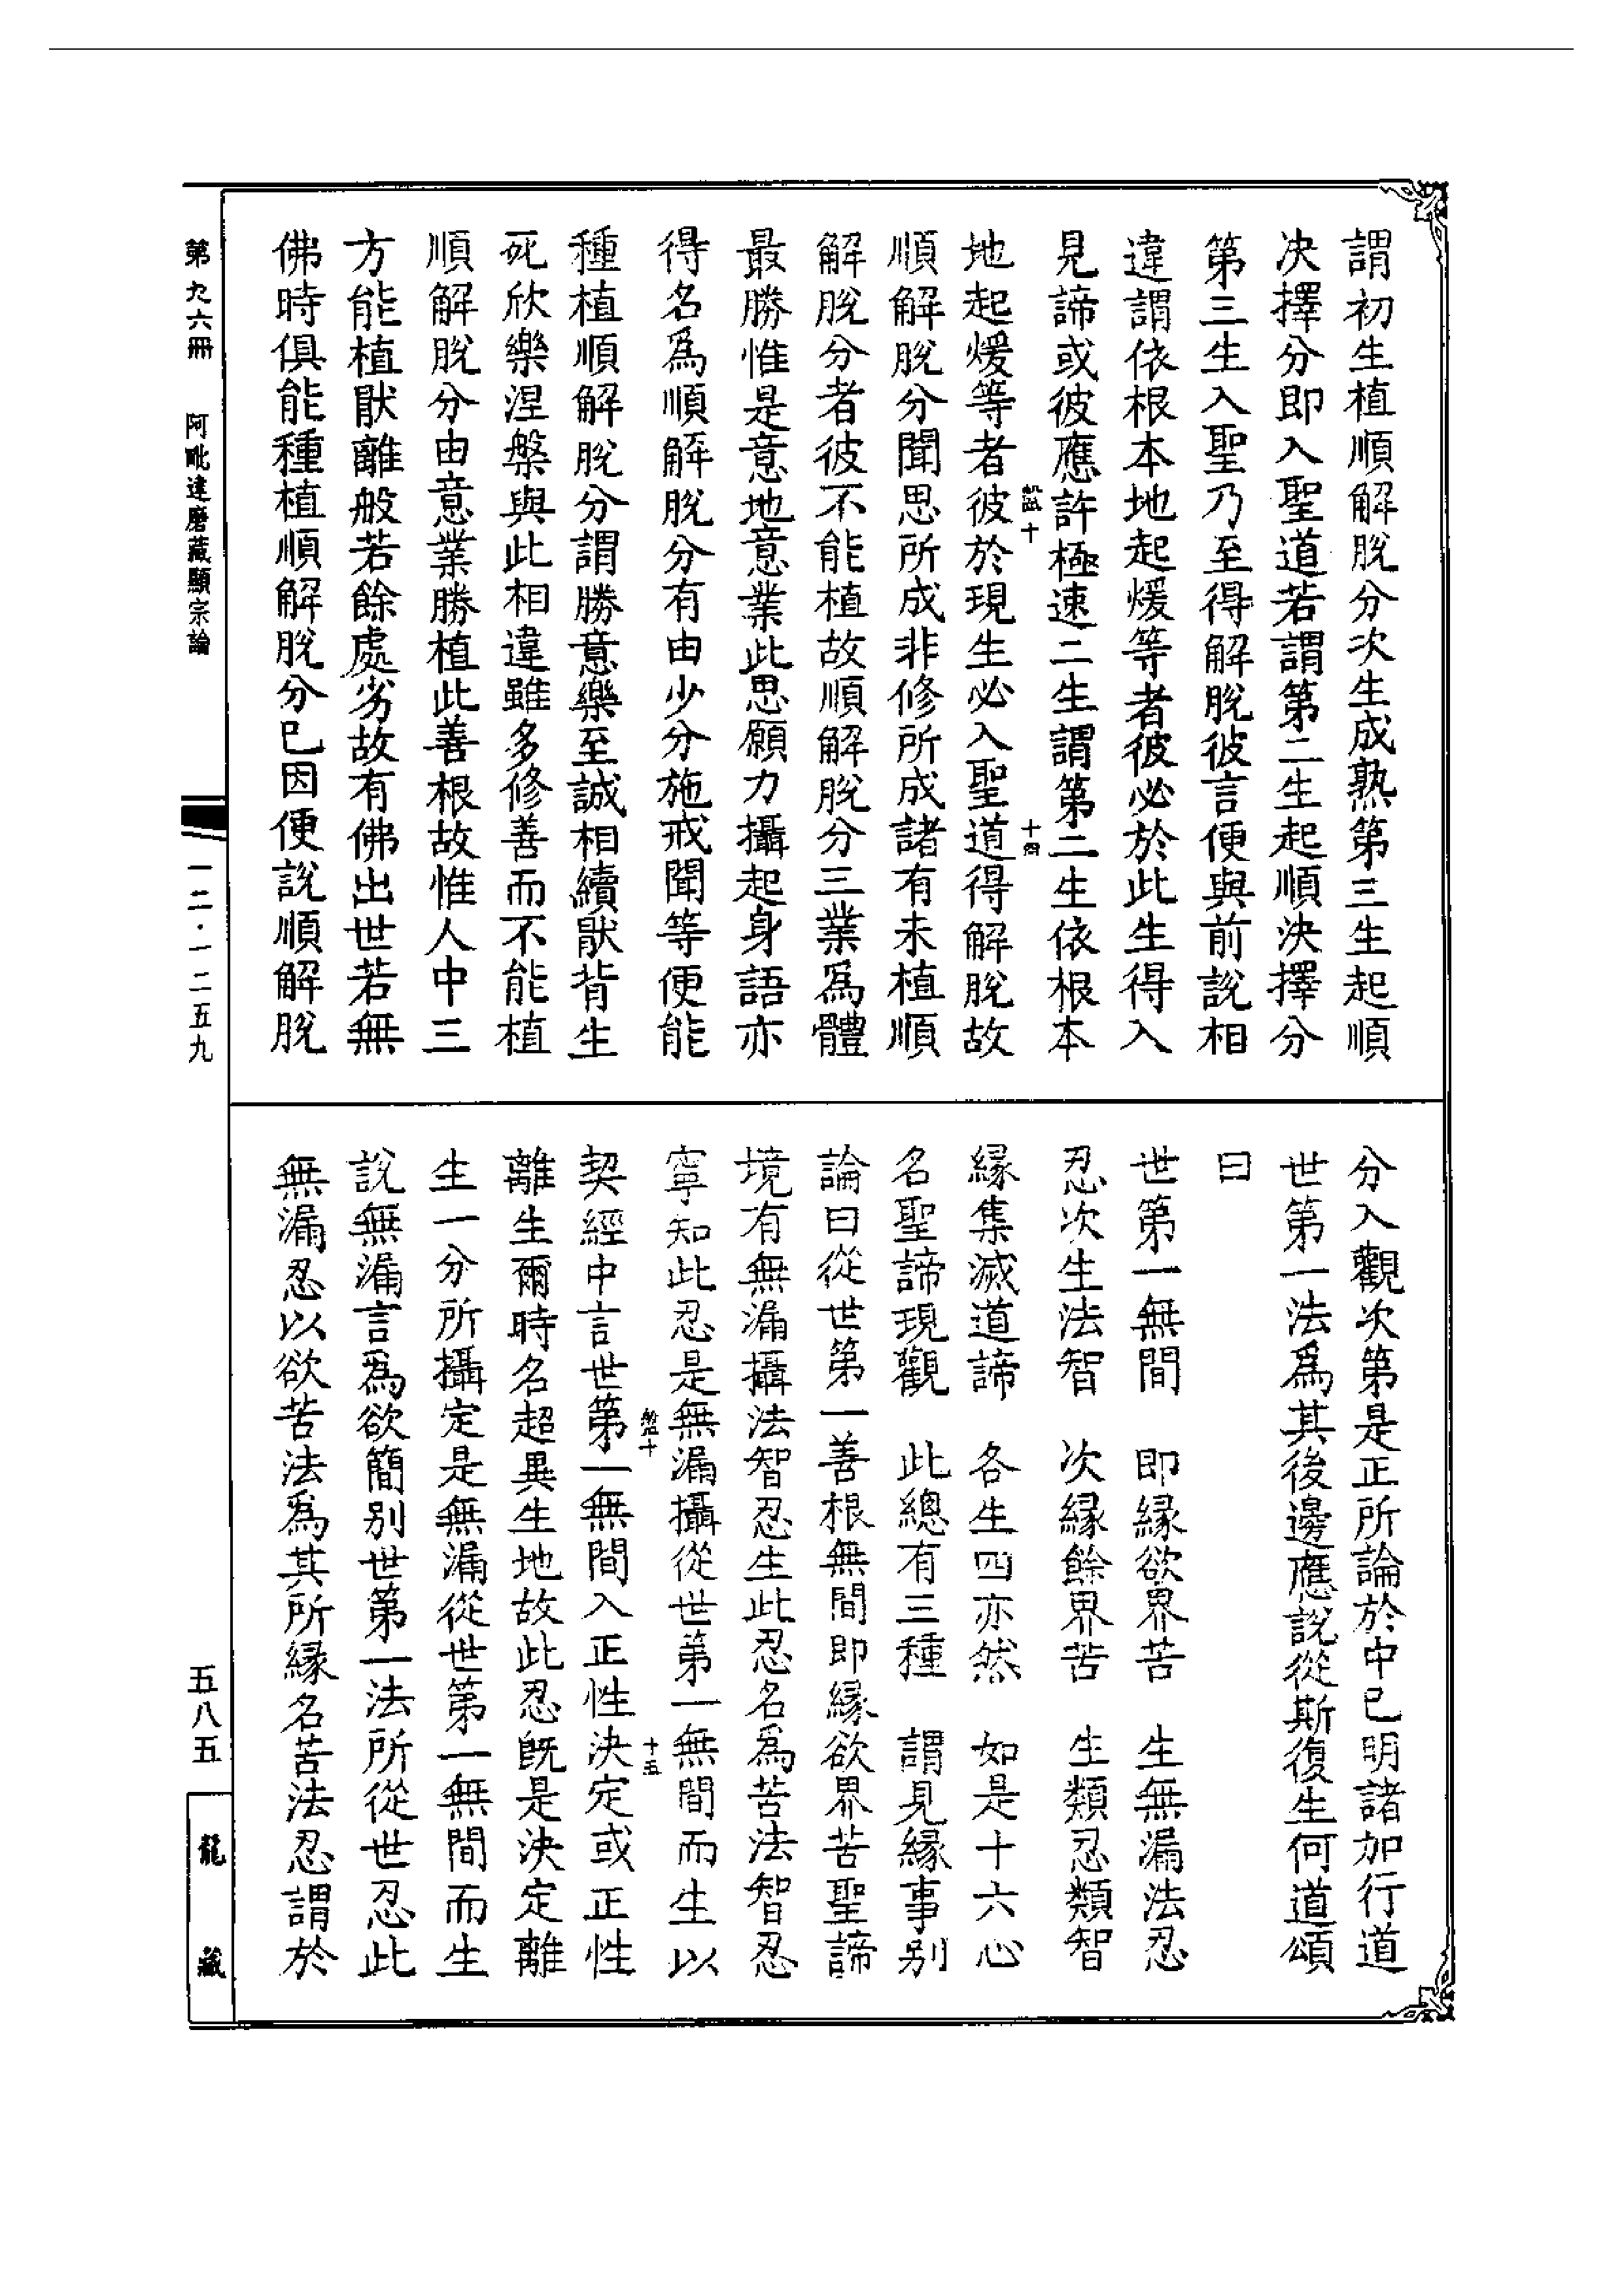 謂初生植順解脫分次生成熟第三生起順
決擇分即入聖道若謂第二生起順決擇分
第三生入聖乃至得解脫彼言便與前說相
違謂依根本地起煖等者彼必於此生得入
見諦或彼應許極速二生謂第二生依根本
地起煖等者彼於現生必入聖道得解脫故
順解脫分聞思所成非修所成諸有未植順
解脫分者彼不能植故順解脫分三業為體
最勝惟是意地意業此思願力攝起身語亦
得名為順解脫分有由少分施戒聞等便能
種植順解脫分謂勝意樂至誠相續厭背生
死欣樂涅槃與此相違雖多修善而不能植
順解脫分由意業勝植此善根故惟人中三
方能植厭離般若餘處劣故有佛出世若無
佛時俱能種植順解脫分已因便說順解脫
分入觀次第是正所論於中已明諸加行道
世第一法為其後邊應說從斯復生何道頌
曰
世第一無間　即緣欲界苦　生無漏法忍
忍次生法智　次緣餘界苦　生類忍類智
緣集滅道諦　各生四亦然　如是十六心
名聖諦現觀　此總有三種　謂見緣事別
論曰從世第一善根無間即緣欲界苦聖諦
境有無漏攝法智忍生此忍名為苦法智忍
寧知此忍是無漏攝從世第一無間而生以
契經中言世第一無間入正性決定或正性
離生爾時名超異生地故此忍既是決定離
生一分所攝定是無漏從世第一無間而生
說無漏言為欲簡別世第一法所從世忍此
無漏忍以欲苦法為其所緣名苦法忍謂於
第九六冊　阿毗達磨藏顯宗論
一二·一二五九
五八五
龍藏
十四
十五